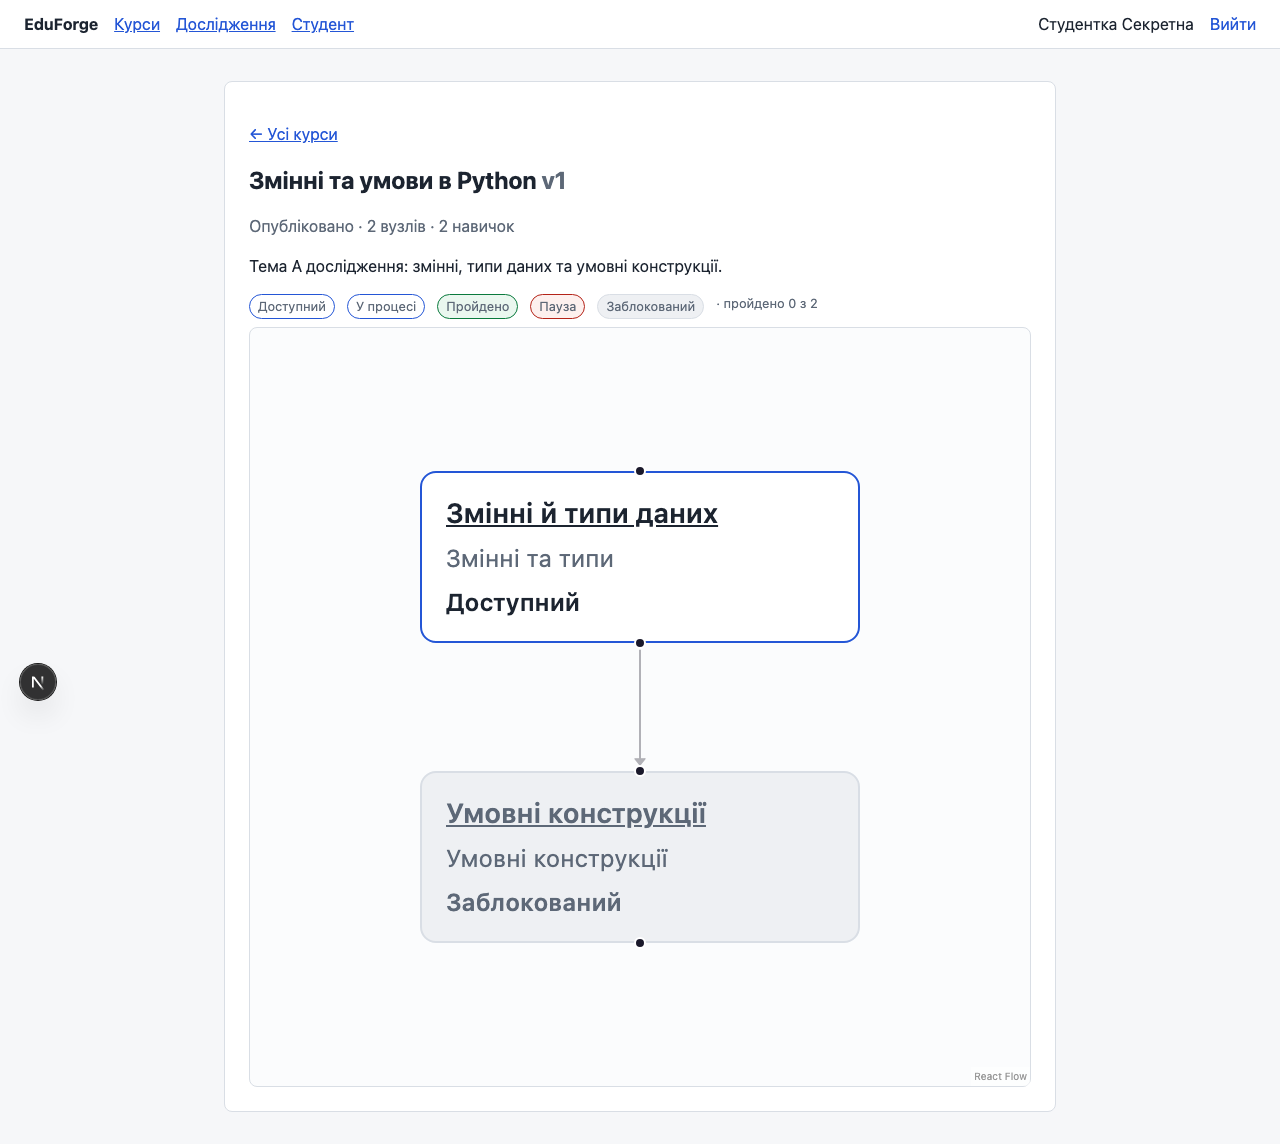 EduForge Курси Дослідження Студент Студентка Секретна Вийти
← Усі курси
Змінні та умови в Python v1
Опубліковано · 2 вузлів · 2 навичок
Тема A дослідження: змінні, типи даних та умовні конструкції.
Доступний У процесі Пройдено Пауза Заблокований · пройдено 0 з 2
Змінні й типи даних
Змінні та типи
Доступний
N
Умовні конструкції
Умовні конструкції
Заблокований
React Flow